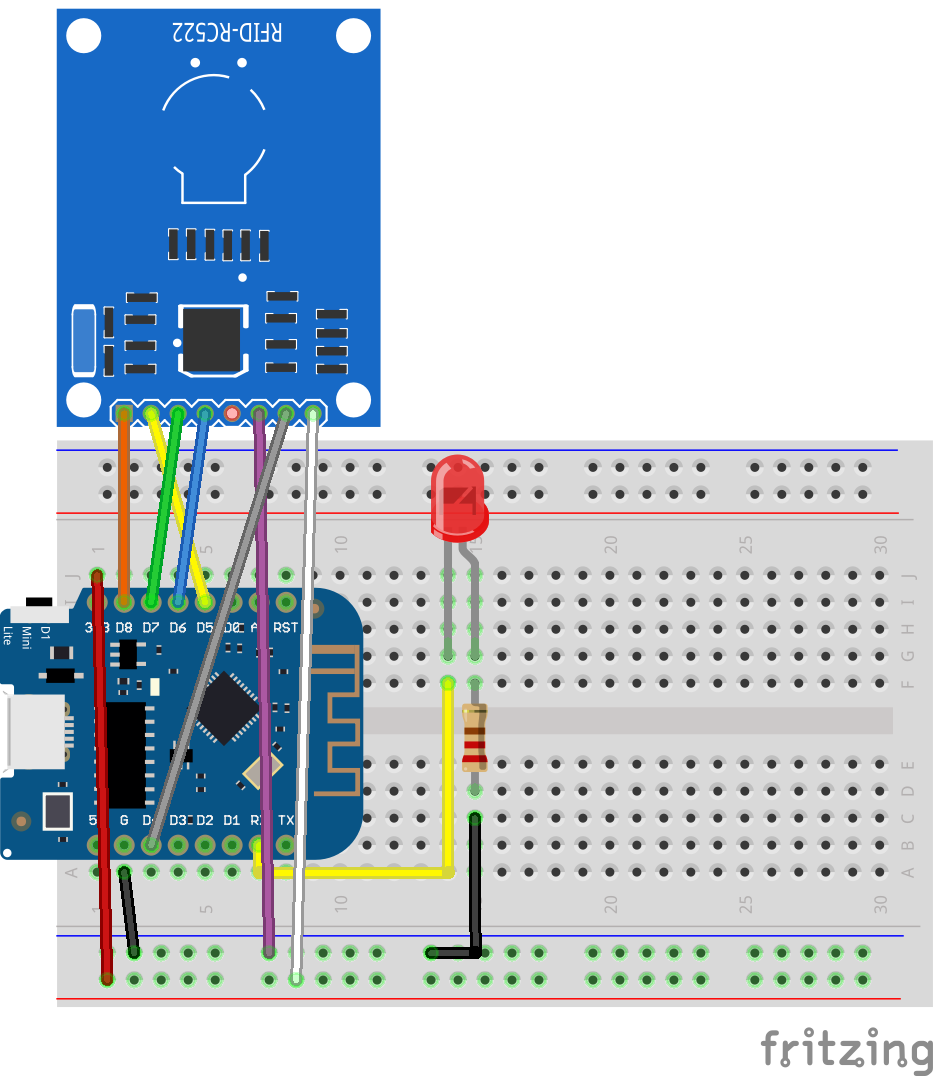 RFID-RC522
1 5 10 15 20 25 30
J J
I I
H
G
F
3V3 D8 D7 D6 D5 D0 A0 RST
Lite
Mini
D1
E
D
C
5V G D4 D3 D2 D1 RX TX
B
A A
1 5 10 20 25 30
fritzing